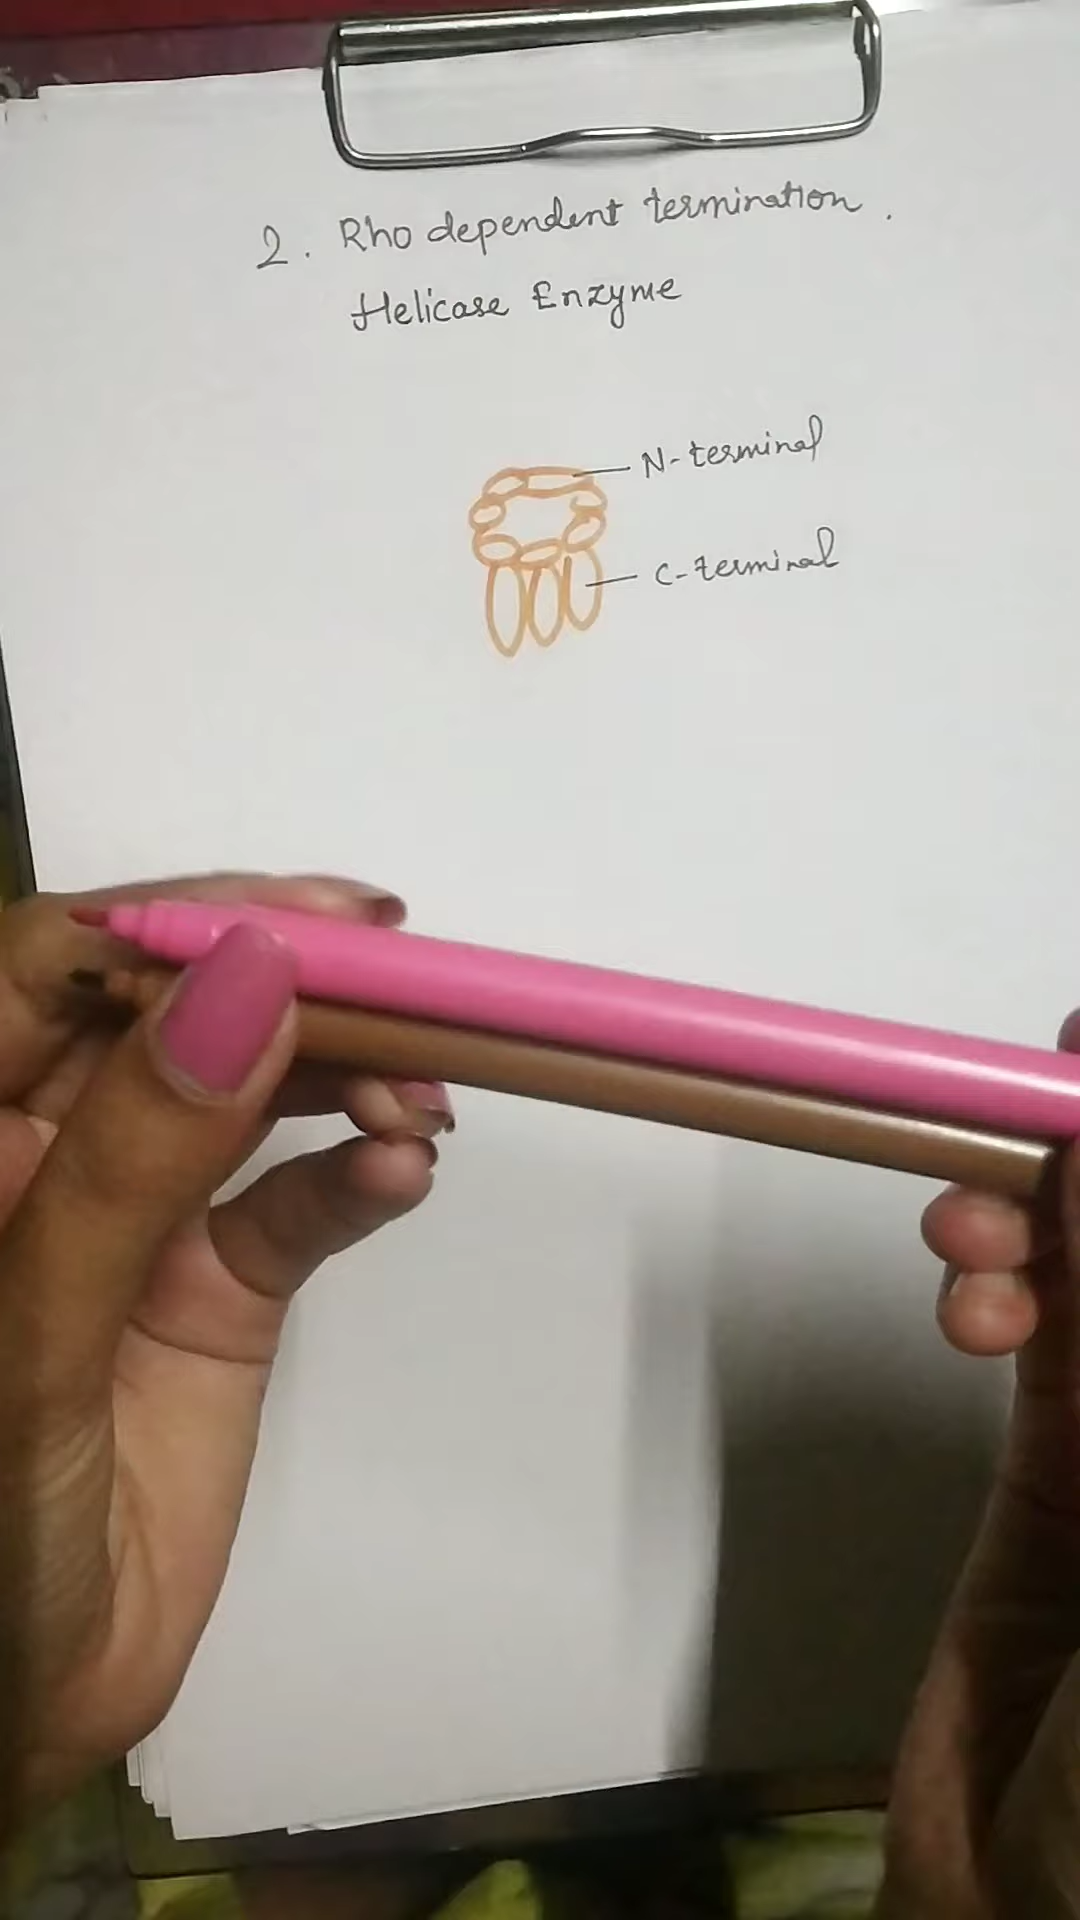 2. Rho dependent termination.
Helicase Enzyme
N-terminal
C-terminal